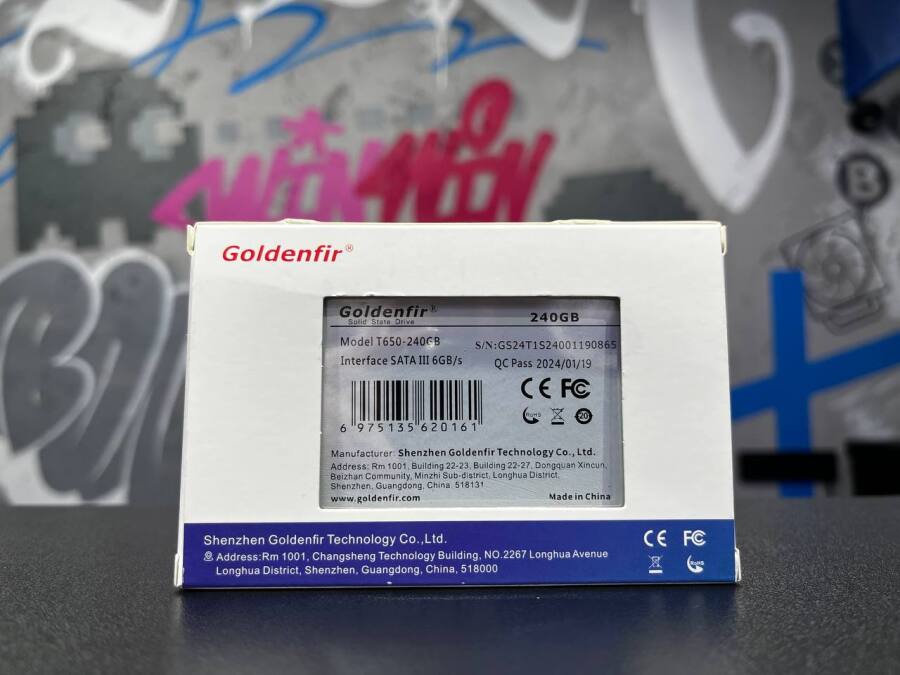 Goldenfir®
Goldenfir®
Solid State Drive
240GB
Model T650-240GB
S/N:GS24T1S24001190865
Interface SATA III 6GB/s
QC Pass 2024/01/19
CE FC
RoHS
20
6 975135 620161
Manufacturer: Shenzhen Goldenfir Technology Co., Ltd.
Address: Rm 1001, Building 22-23, Building 22-27, Dongquan Xincun,
Beizhan Community, Minzhi Sub-district, Longhua District,
Shenzhen, Guangdong, China 518131
www.goldenfir.com
Made in China
Shenzhen Goldenfir Technology Co.,Ltd.
CE FC
Address:Rm 1001, Changsheng Technology Building, NO.2267 Longhua Avenue
Longhua District, Shenzhen, Guangdong, China, 518000
RoHS
B